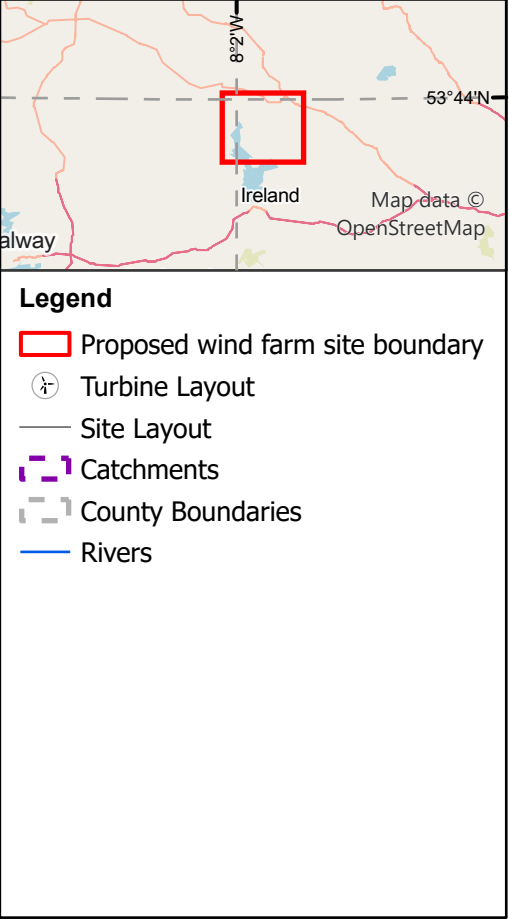 8°2'W
53°44'N
Ireland
Map data ©
OpenStreetMap
alway
Legend
Proposed wind farm site boundary
Turbine Layout
Site Layout
Catchments
County Boundaries
Rivers